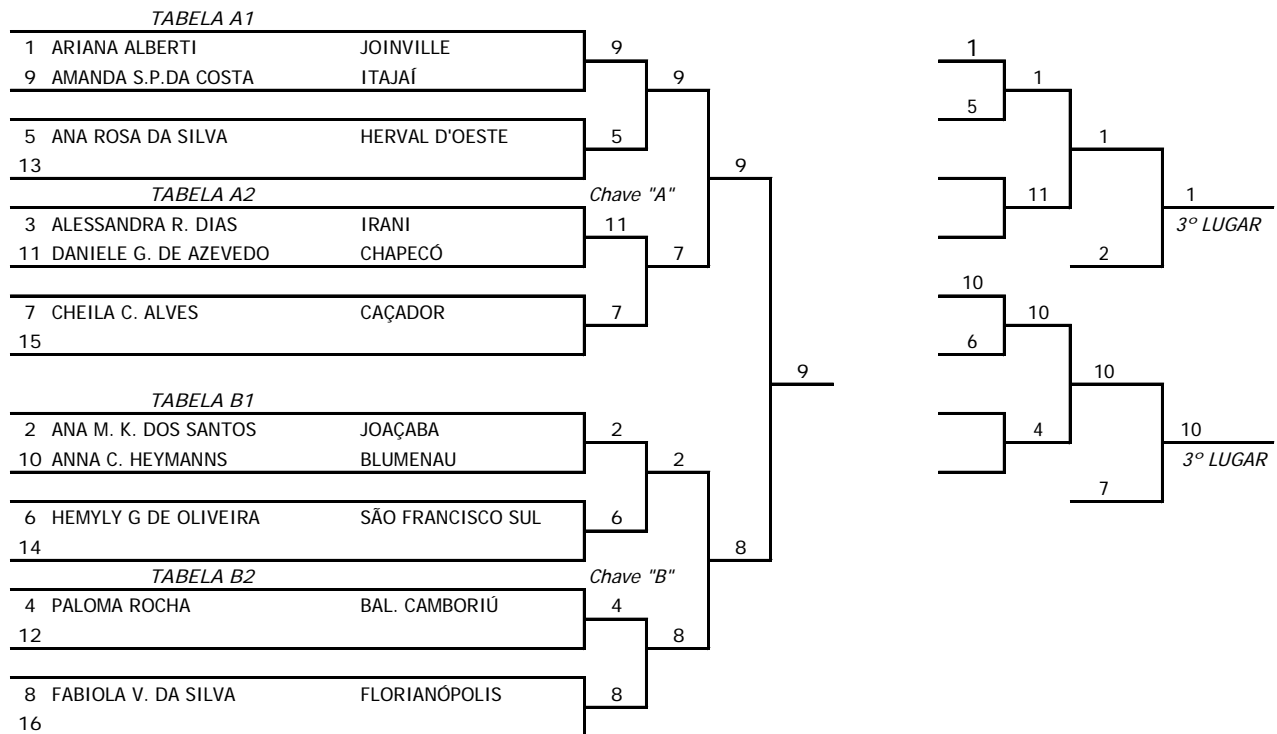 TABELA A1
1 ARIANA ALBERTI JOINVILLE 9 1
9 AMANDA S.P.DA COSTA ITAJAÍ 9 1
5
5 ANA ROSA DA SILVA HERVAL D'OESTE 5 1
13 9
TABELA A2 Chave "A" 11 1
3 ALESSANDRA R. DIAS IRANI 11 3º LUGAR
11 DANIELE G. DE AZEVEDO CHAPECÓ 7 2
10
7 CHEILA C. ALVES CAÇADOR 7 10
15 6
9 10
TABELA B1
2 ANA M. K. DOS SANTOS JOAÇABA 2 4 10
10 ANNA C. HEYMANNS BLUMENAU 2 3º LUGAR
7
6 HEMYLY G DE OLIVEIRA SÃO FRANCISCO SUL 6
14 8
TABELA B2 Chave "B"
4 PALOMA ROCHA BAL. CAMBORIÚ 4
12 8
8 FABIOLA V. DA SILVA FLORIANÓPOLIS 8
16